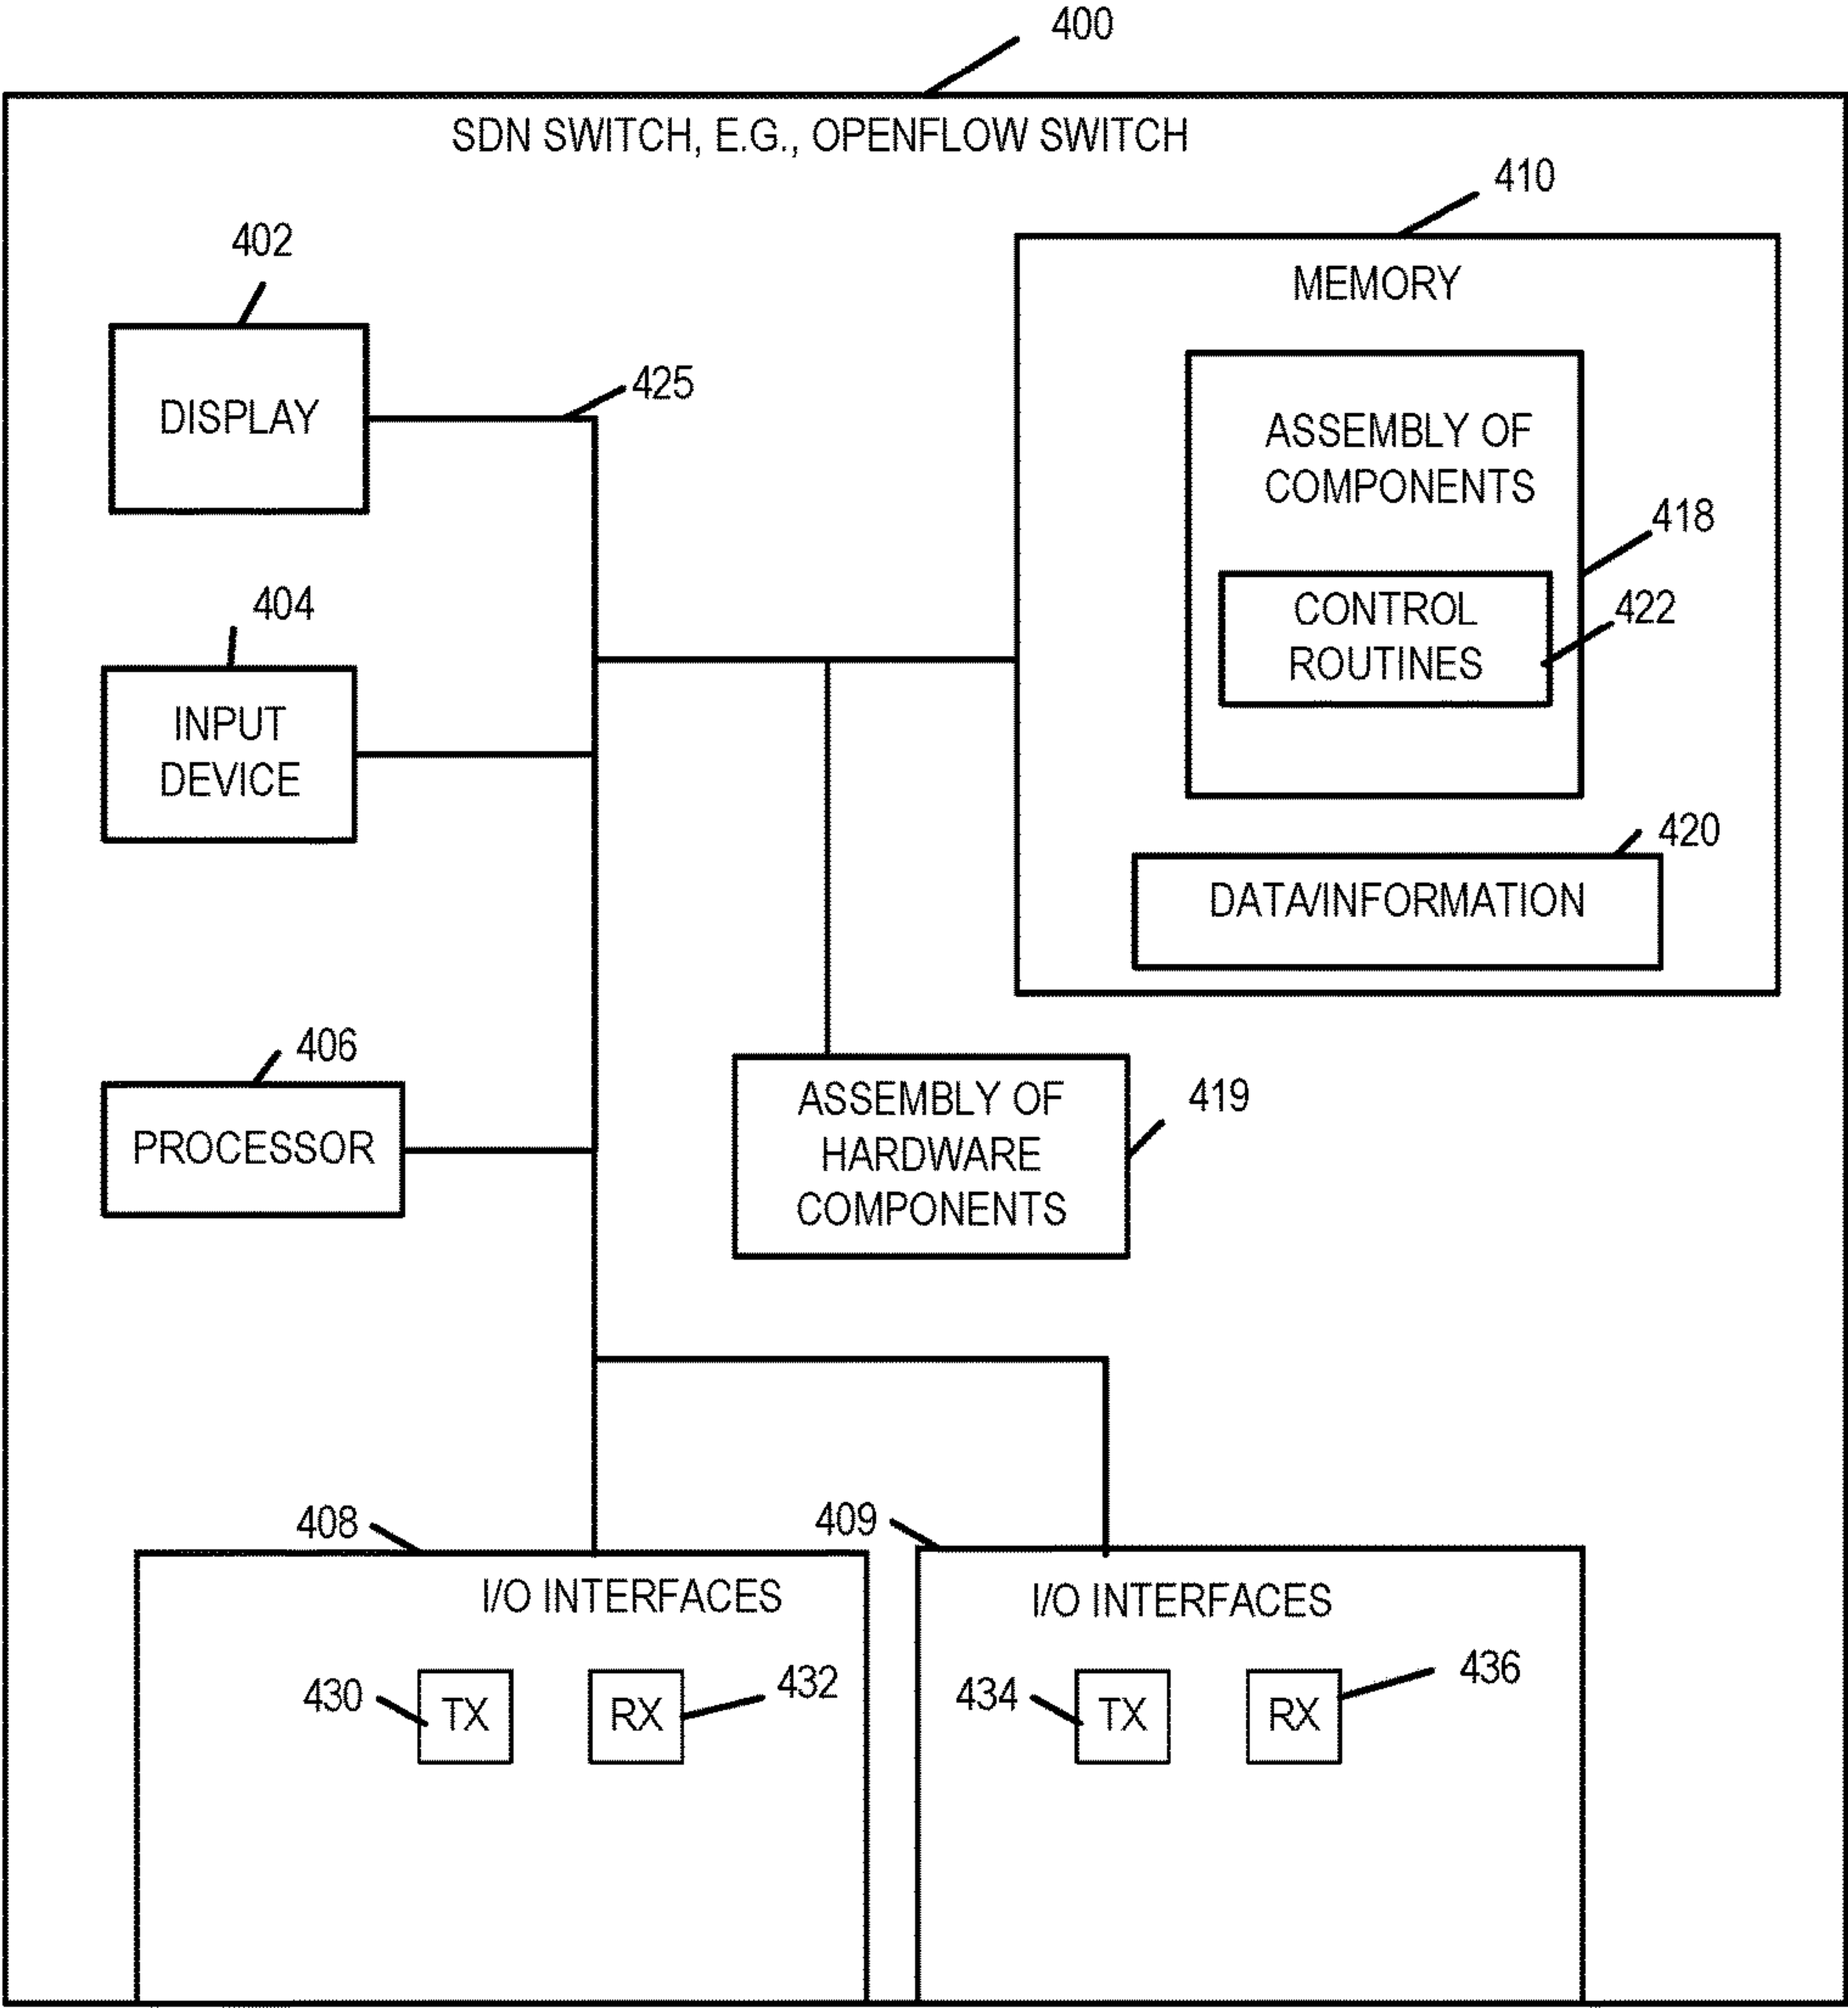 400
SDN SWITCH, E.G., OPENFLOW SWITCH
410
402
MEMORY
425
DISPLAY
ASSEMBLY OF
COMPONENTS
418
404
CONTROL
ROUTINES
422
INPUT
DEVICE
420
DATA/INFORMATION
406
419
ASSEMBLY OF
HARDWARE
COMPONENTS
PROCESSOR
408
409
I/O INTERFACES
I/O INTERFACES
430
TX
RX
432
434
TX
RX
436